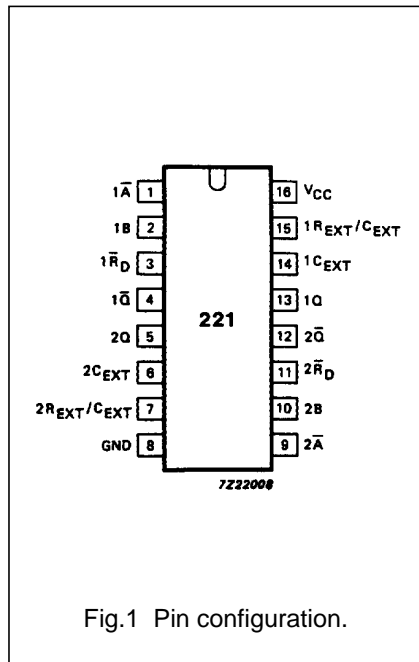 1A̅ 1 16 VCC
1B 2 15 1REXT/CEXT
1R̅D 3 14 1CEXT
1Q̅ 4 13 1Q
221
2Q 5 12 2Q̅
2CEXT 6 11 2R̅D
2REXT/CEXT 7 10 2B
GND 8 9 2A̅
7Z22008
Fig.1 Pin configuration.